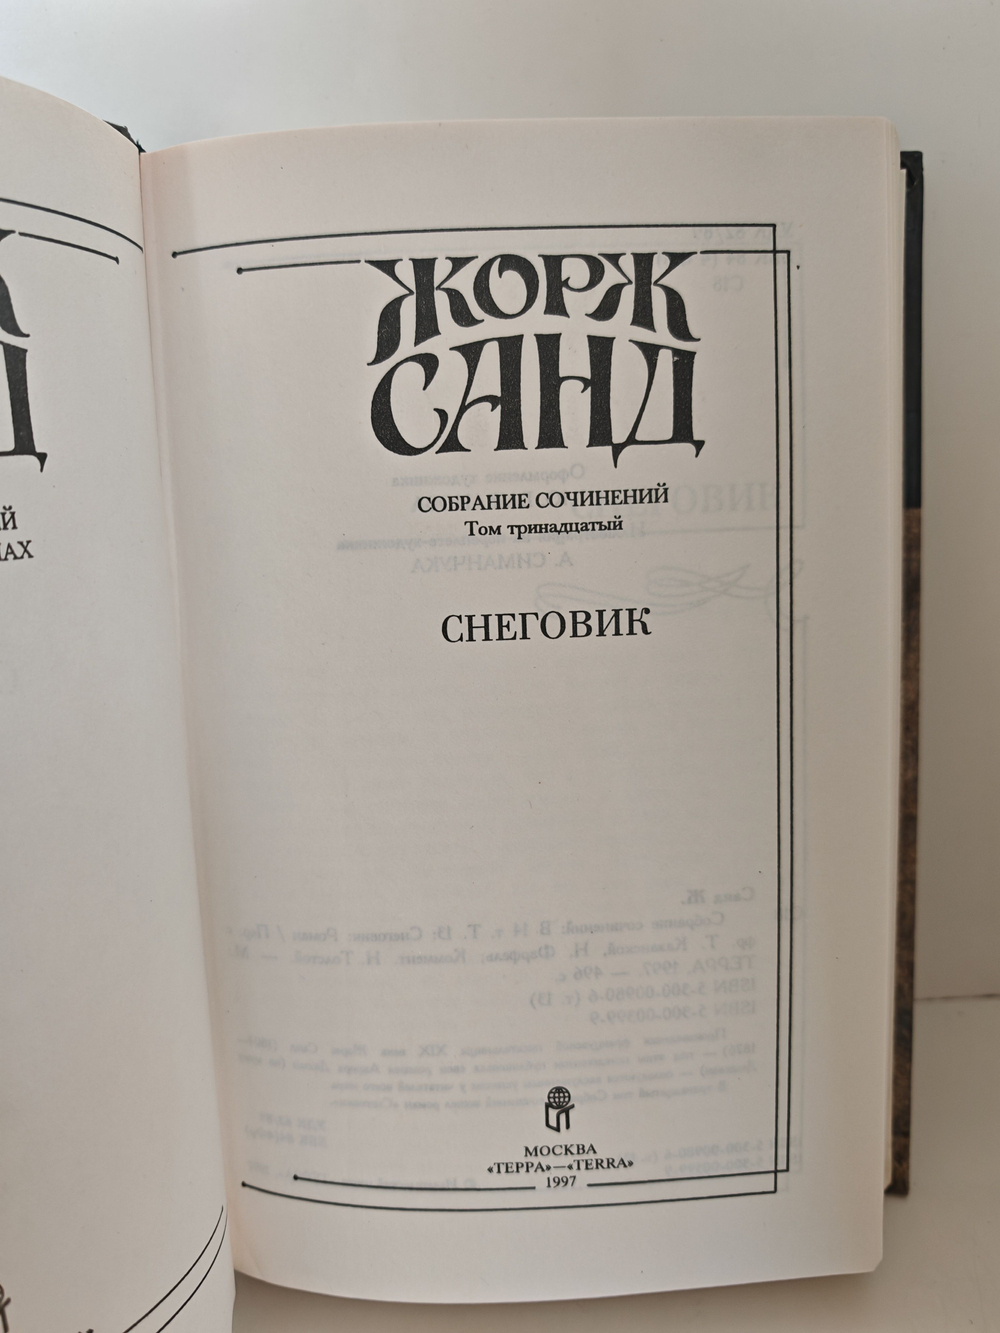 ЖОРЖ
САНД
СОБРАНИЕ СОЧИНЕНИЙ
Том тринадцатый
СНЕГОВИК
МОСКВА
«ТЕРРА»—«TERRA»
1997